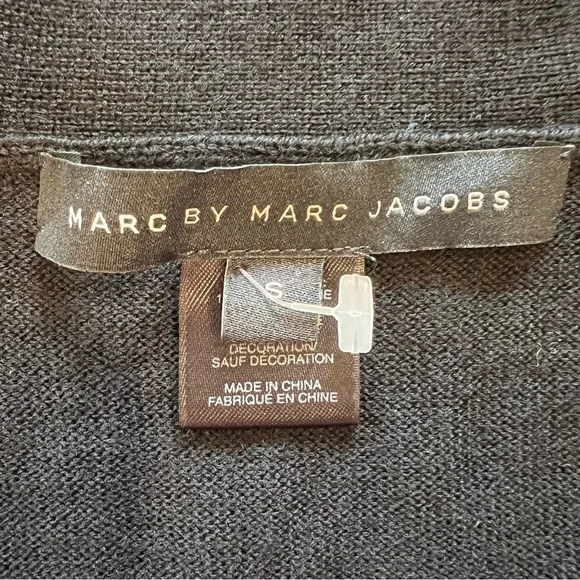 MARC BY MARC JACOBS
S
DECORATION/
SAUF DECORATION
MADE IN CHINA
FABRIQUÉ EN CHINE